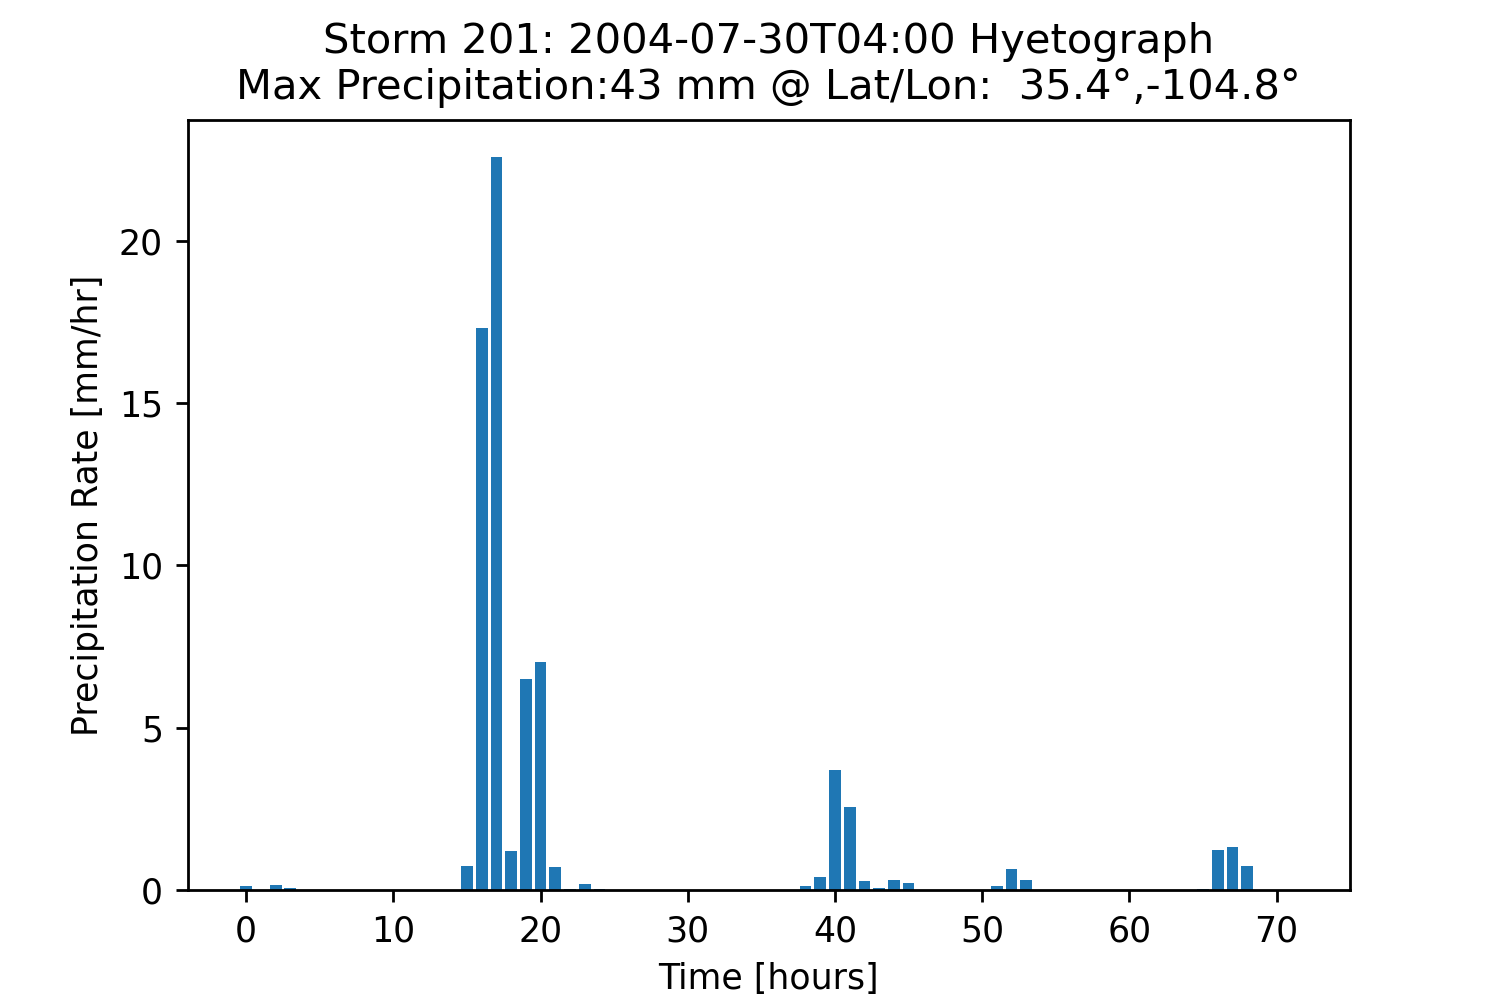 Storm 201: 2004-07-30T04:00 Hyetograph
Max Precipitation:43 mm @ Lat/Lon:  35.4°,-104.8°
Precipitation Rate [mm/hr]
20
15
10
5
0
0 10 20 30 40 50 60 70
Time [hours]